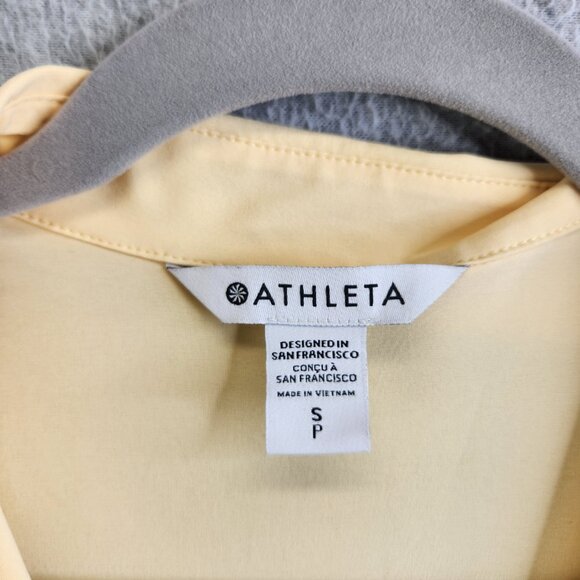 ATHLETA
DESIGNED IN
SAN FRANCISCO
CONÇU À
SAN FRANCISCO
MADE IN VIETNAM
S
P